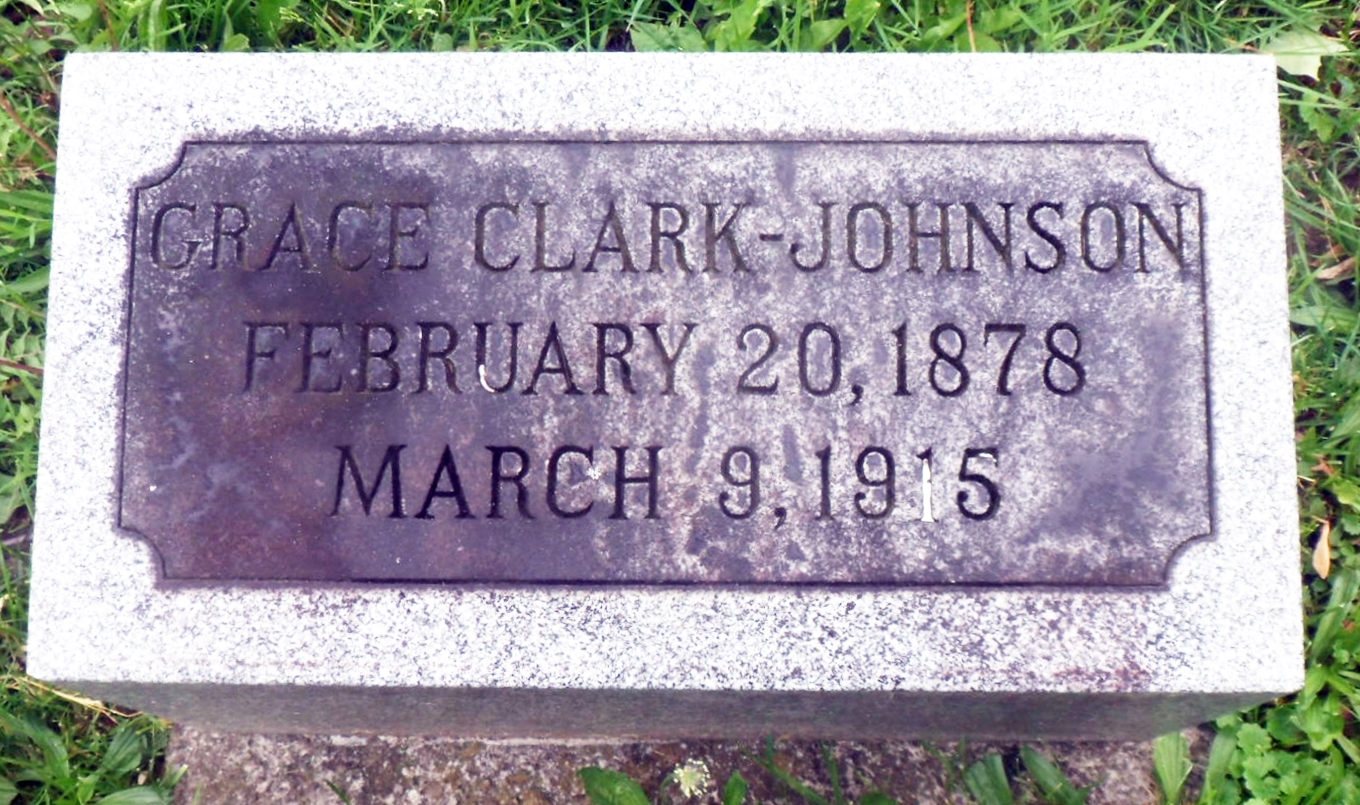 GRACE CLARK-JOHNSON
FEBRUARY 20, 1878
MARCH 9, 1915